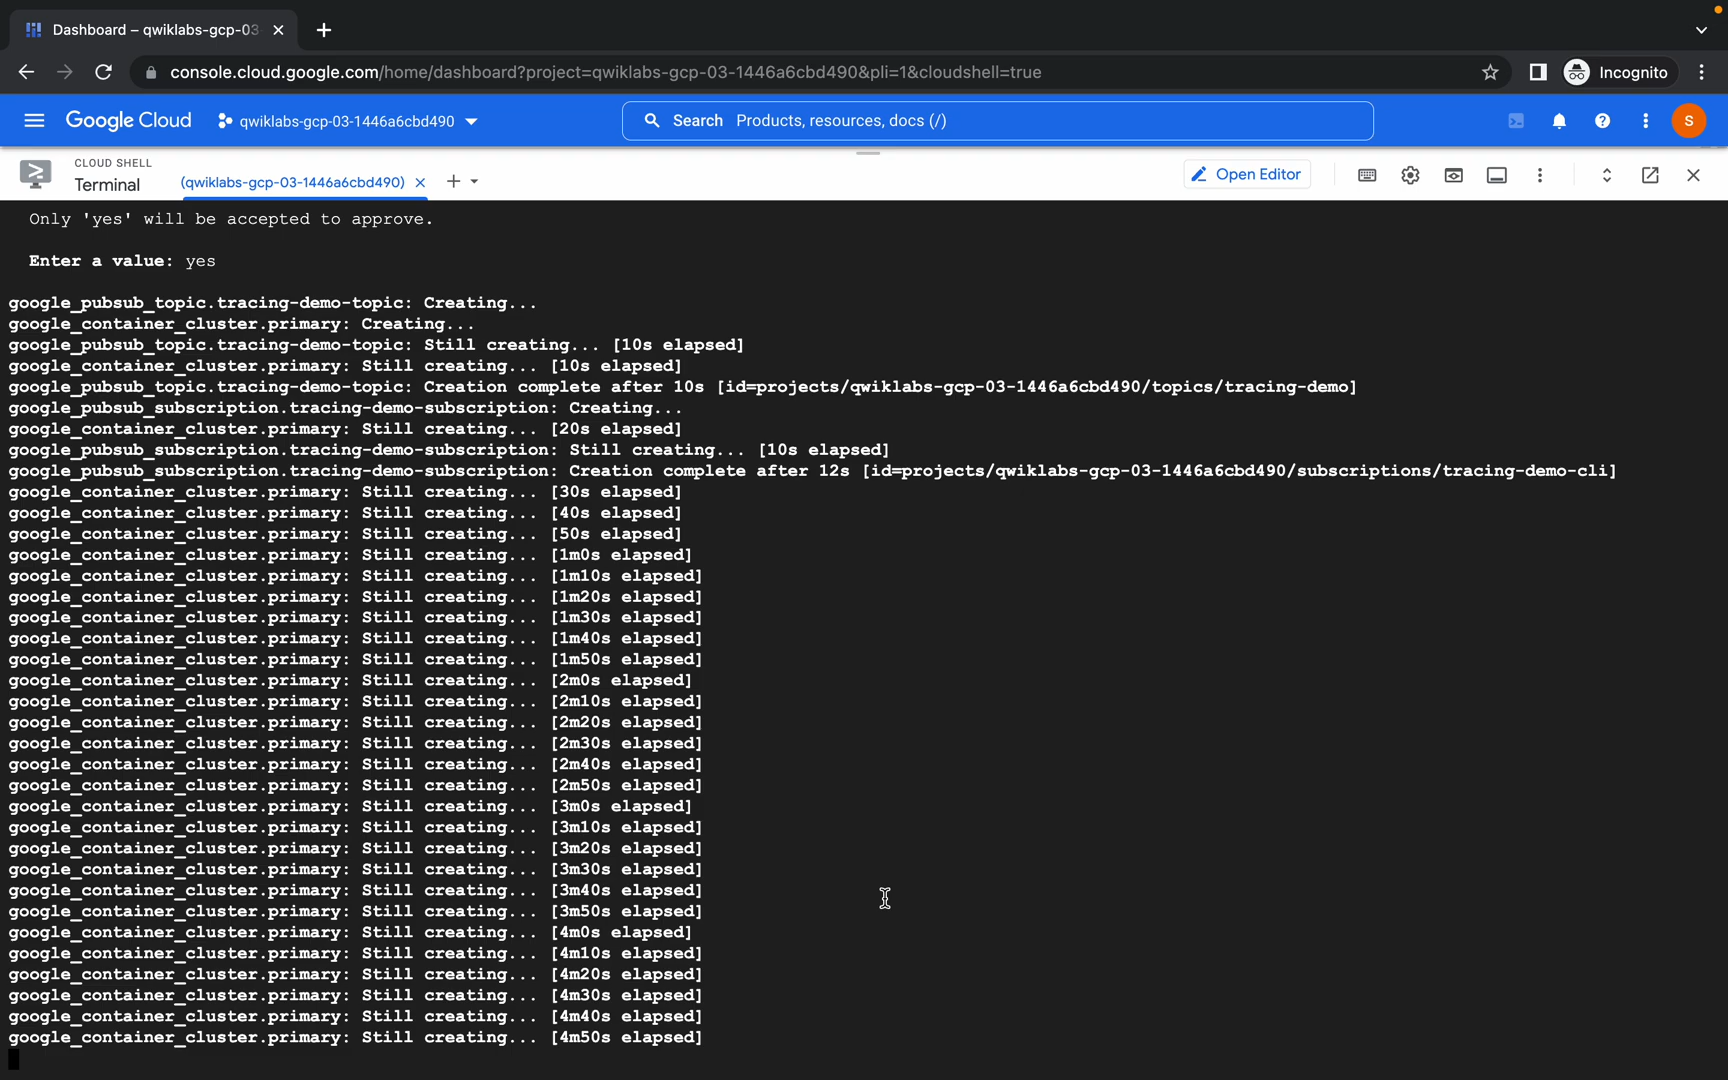 Dashboard – qwiklabs-gcp-03
console.cloud.google.com/home/dashboard?project=qwiklabs-gcp-03-1446a6cbd490&pli=1&cloudshell=true
Incognito
Google Cloud
qwiklabs-gcp-03-1446a6cbd490
Search Products, resources, docs (/)
S
CLOUD SHELL
Terminal
(qwiklabs-gcp-03-1446a6cbd490)
Open Editor
Only 'yes' will be accepted to approve.
Enter a value: yes
google_pubsub_topic.tracing-demo-topic: Creating...
google_container_cluster.primary: Creating...
google_pubsub_topic.tracing-demo-topic: Still creating... [10s elapsed]
google_container_cluster.primary: Still creating... [10s elapsed]
google_pubsub_topic.tracing-demo-topic: Creation complete after 10s [id=projects/qwiklabs-gcp-03-1446a6cbd490/topics/tracing-demo]
google_pubsub_subscription.tracing-demo-subscription: Creating...
google_container_cluster.primary: Still creating... [20s elapsed]
google_pubsub_subscription.tracing-demo-subscription: Still creating... [10s elapsed]
google_pubsub_subscription.tracing-demo-subscription: Creation complete after 12s [id=projects/qwiklabs-gcp-03-1446a6cbd490/subscriptions/tracing-demo-cli]
google_container_cluster.primary: Still creating... [30s elapsed]
google_container_cluster.primary: Still creating... [40s elapsed]
google_container_cluster.primary: Still creating... [50s elapsed]
google_container_cluster.primary: Still creating... [1m0s elapsed]
google_container_cluster.primary: Still creating... [1m10s elapsed]
google_container_cluster.primary: Still creating... [1m20s elapsed]
google_container_cluster.primary: Still creating... [1m30s elapsed]
google_container_cluster.primary: Still creating... [1m40s elapsed]
google_container_cluster.primary: Still creating... [1m50s elapsed]
google_container_cluster.primary: Still creating... [2m0s elapsed]
google_container_cluster.primary: Still creating... [2m10s elapsed]
google_container_cluster.primary: Still creating... [2m20s elapsed]
google_container_cluster.primary: Still creating... [2m30s elapsed]
google_container_cluster.primary: Still creating... [2m40s elapsed]
google_container_cluster.primary: Still creating... [2m50s elapsed]
google_container_cluster.primary: Still creating... [3m0s elapsed]
google_container_cluster.primary: Still creating... [3m10s elapsed]
google_container_cluster.primary: Still creating... [3m20s elapsed]
google_container_cluster.primary: Still creating... [3m30s elapsed]
google_container_cluster.primary: Still creating... [3m40s elapsed]
google_container_cluster.primary: Still creating... [3m50s elapsed]
google_container_cluster.primary: Still creating... [4m0s elapsed]
google_container_cluster.primary: Still creating... [4m10s elapsed]
google_container_cluster.primary: Still creating... [4m20s elapsed]
google_container_cluster.primary: Still creating... [4m30s elapsed]
google_container_cluster.primary: Still creating... [4m40s elapsed]
google_container_cluster.primary: Still creating... [4m50s elapsed]